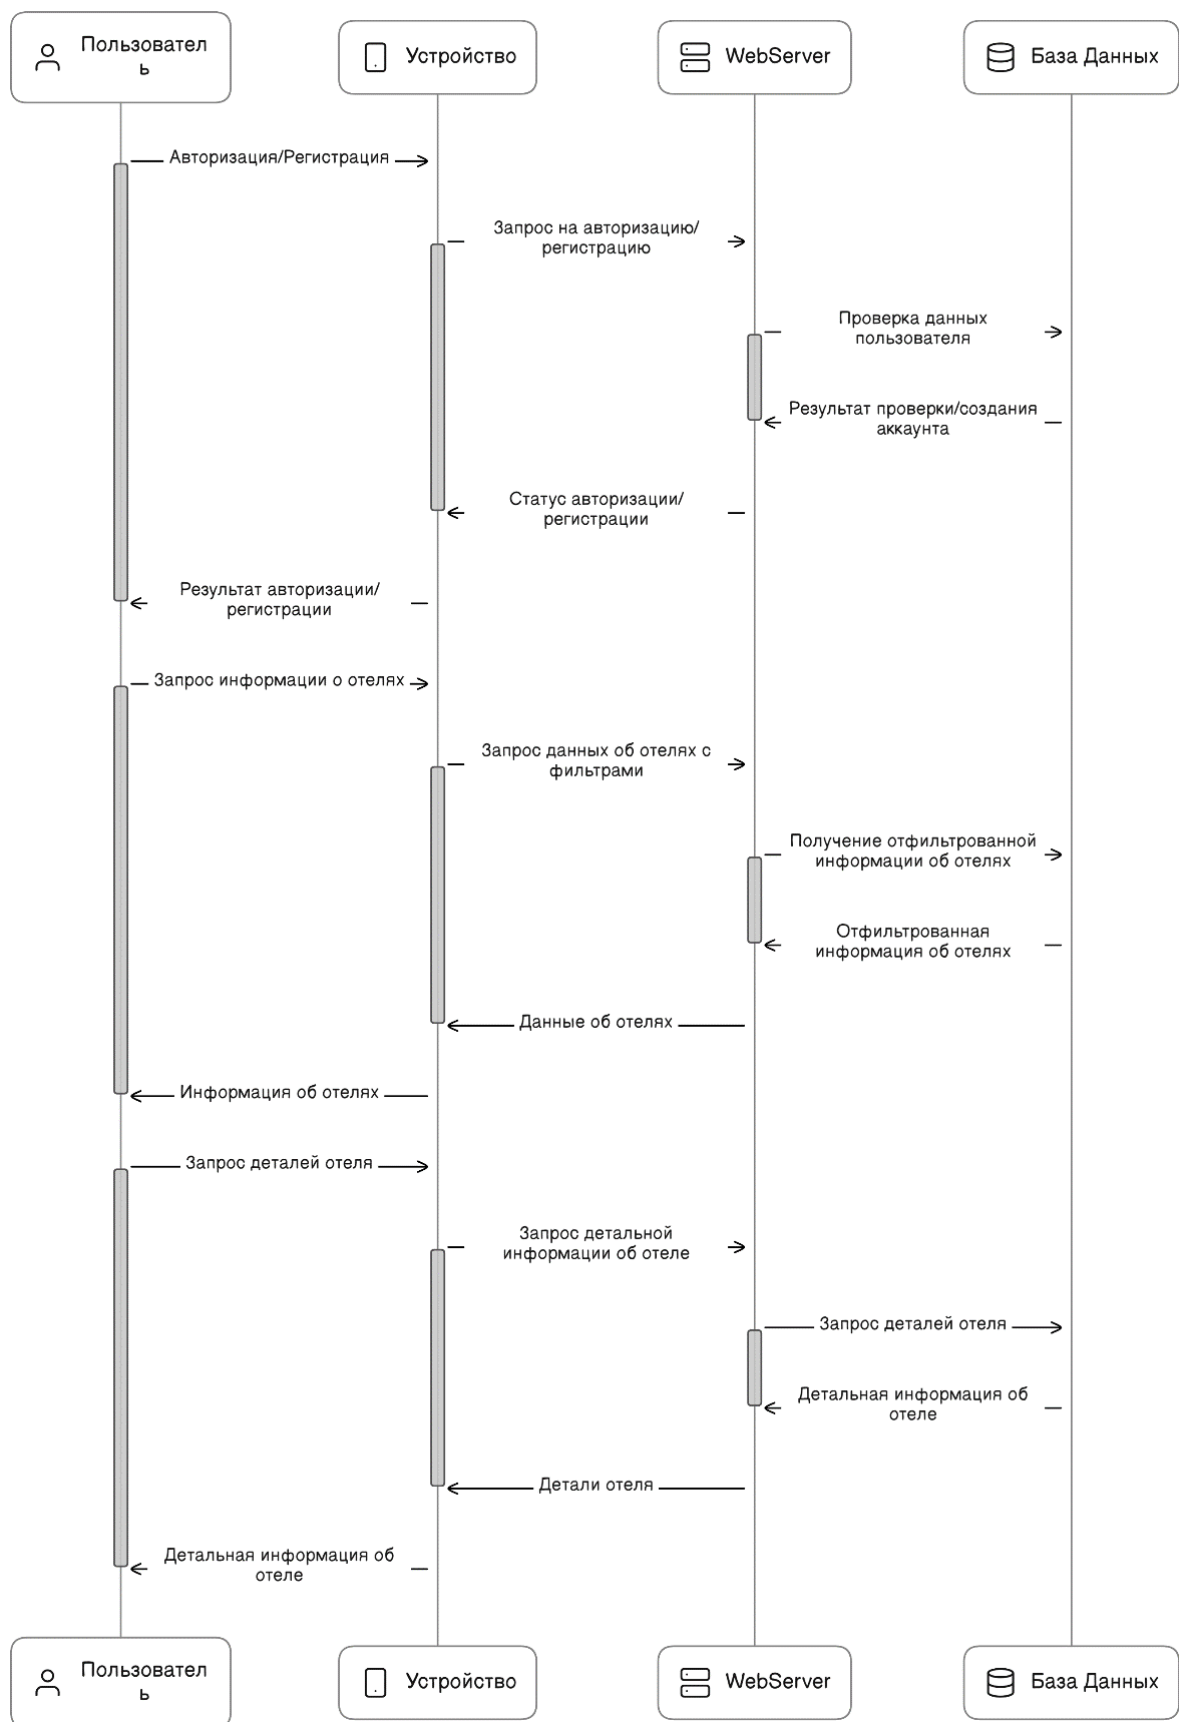 Пользовател
ь
Устройство
WebServer
База Данных
Авторизация/Регистрация
Запрос на авторизацию/
регистрацию
Проверка данных
пользователя
Результат проверки/создания
аккаунта
Статус авторизации/
регистрации
Результат авторизации/
регистрации
Запрос информации о отелях
Запрос данных об отелях с
фильтрами
Получение отфильтрованной
информации об отелях
Отфильтрованная
информация об отелях
Данные об отелях
Информация об отелях
Запрос деталей отеля
Запрос детальной
информации об отеле
Запрос деталей отеля
Детальная информация об
отеле
Детали отеля
Детальная информация об
отеле
Пользовател
ь
Устройство
WebServer
База Данных